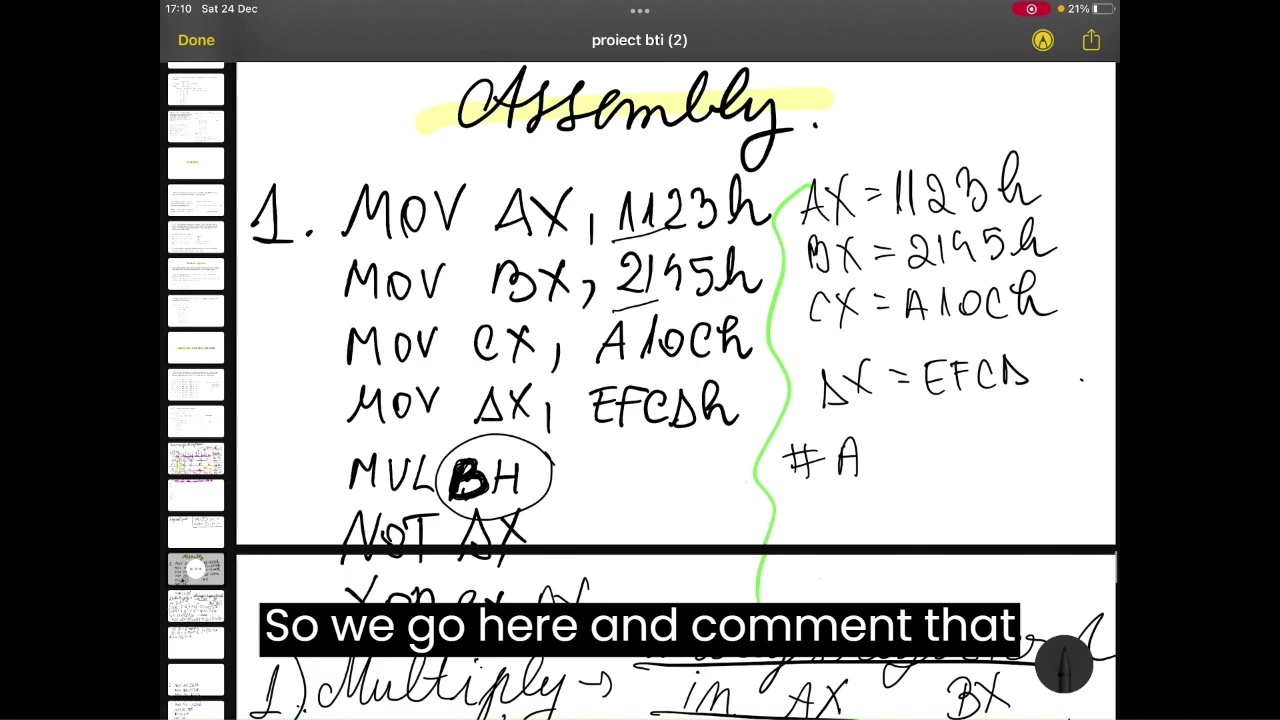 17:10 Sat 24 Dec
21%
Done
proiect bti (2)
Assembly.
1. MOV AX, 1123h
MOV BX, 2195h
MOV CX, A10Ch
MOV DX, EFCDh
MUL BH
NOT DX
AX = 1123h
BX = 2195h
CX = A10Ch
DX = EFCD .
# A
So we go here and comment that
1) Multiply →
in AX BX